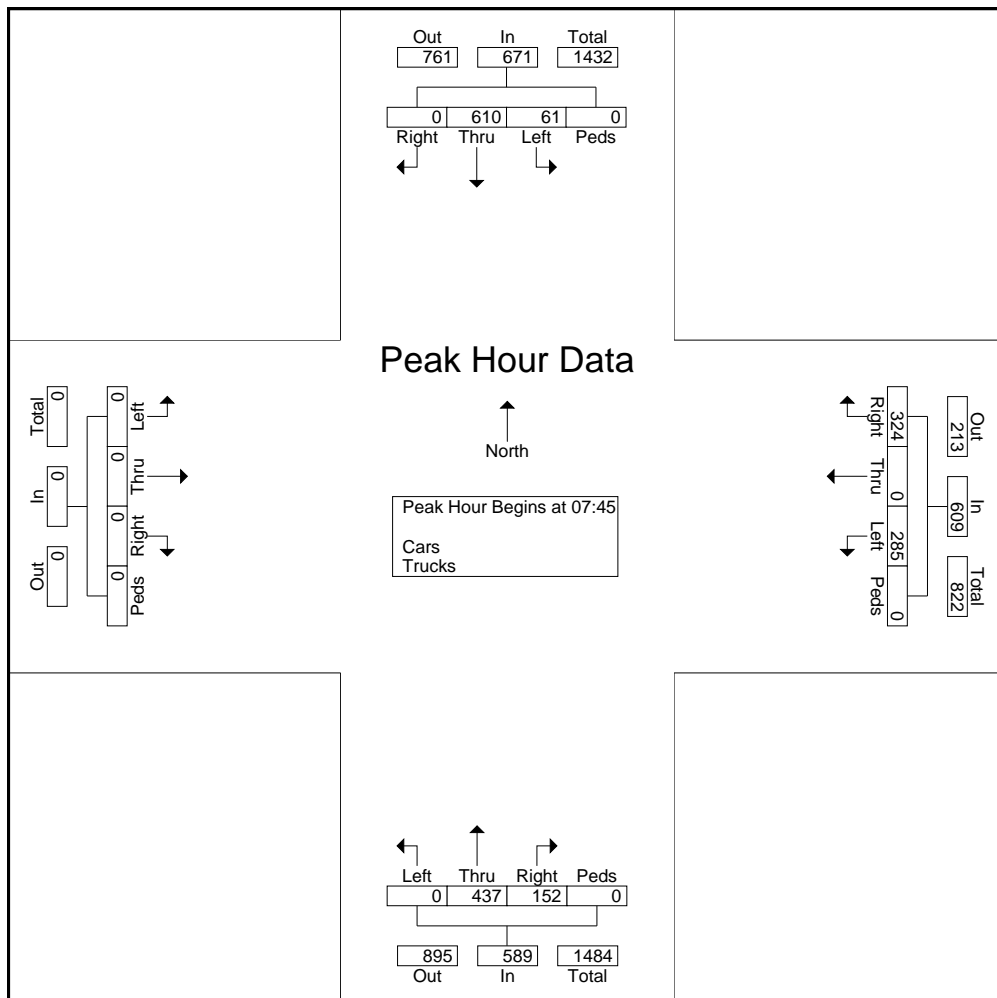 Out In Total
761 671 1432
0 610 61 0
Right Thru Left Peds
Peak Hour Data
North
Peak Hour Begins at 07:45
Cars
Trucks
Total In Out
0 0 0
0 0 0 0
Left Thru Right Peds
Out In Total
213 609 822
324 0 285 0
Right Thru Left Peds
Left Thru Right Peds
0 437 152 0
895 589 1484
Out In Total